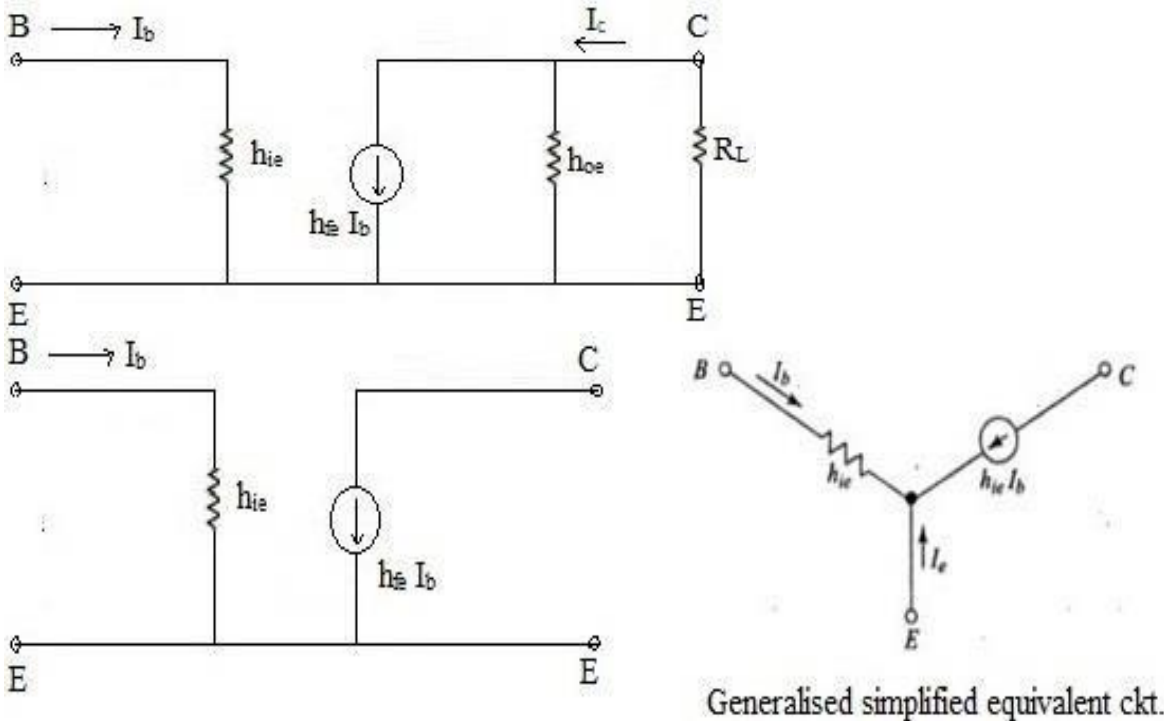 B I_b I_c C
h_ie h_fe I_b h_oe R_L
E E
B I_b C
h_ie h_fe I_b
E E
B I_b C
h_ie h_ie I_b
I_e
E
Generalised simplified equivalent ckt.